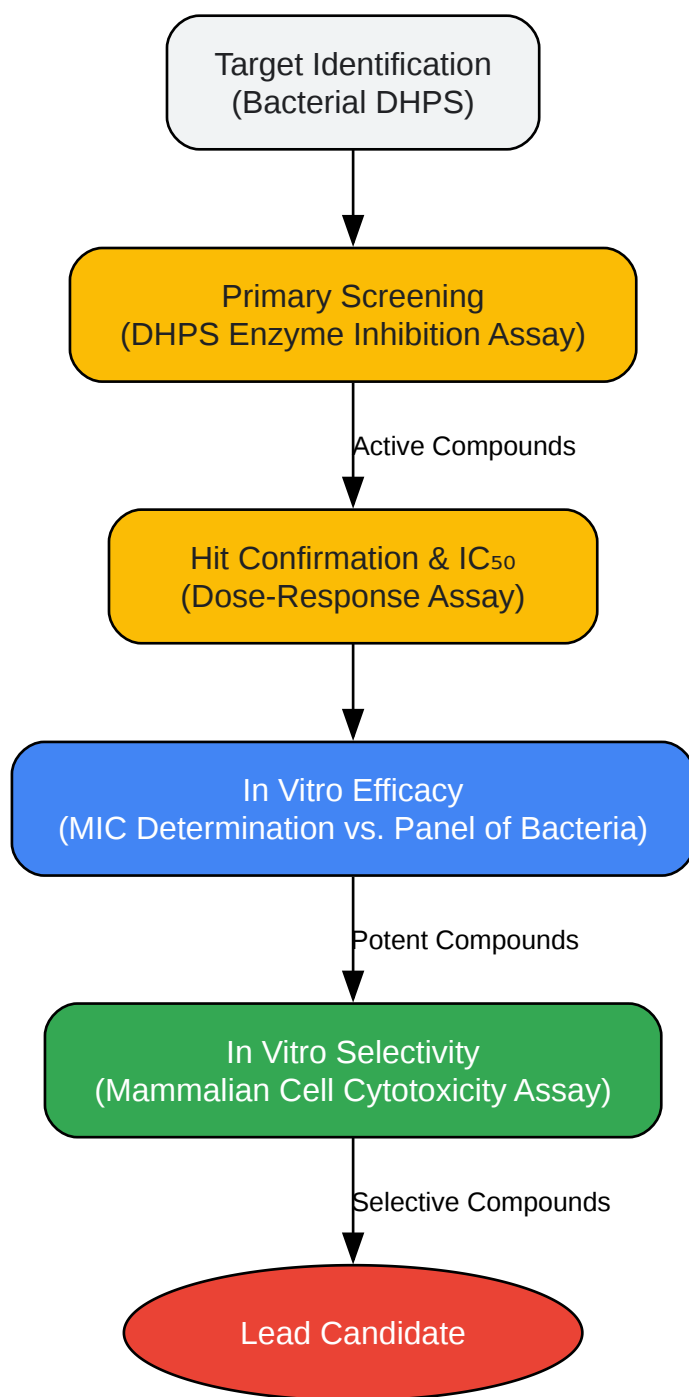 Target Identification
(Bacterial DHPS)
Primary Screening
(DHPS Enzyme Inhibition Assay)
Active Compounds
Hit Confirmation & IC₅₀
(Dose-Response Assay)
In Vitro Efficacy
(MIC Determination vs. Panel of Bacteria)
Potent Compounds
In Vitro Selectivity
(Mammalian Cell Cytotoxicity Assay)
Selective Compounds
Lead Candidate